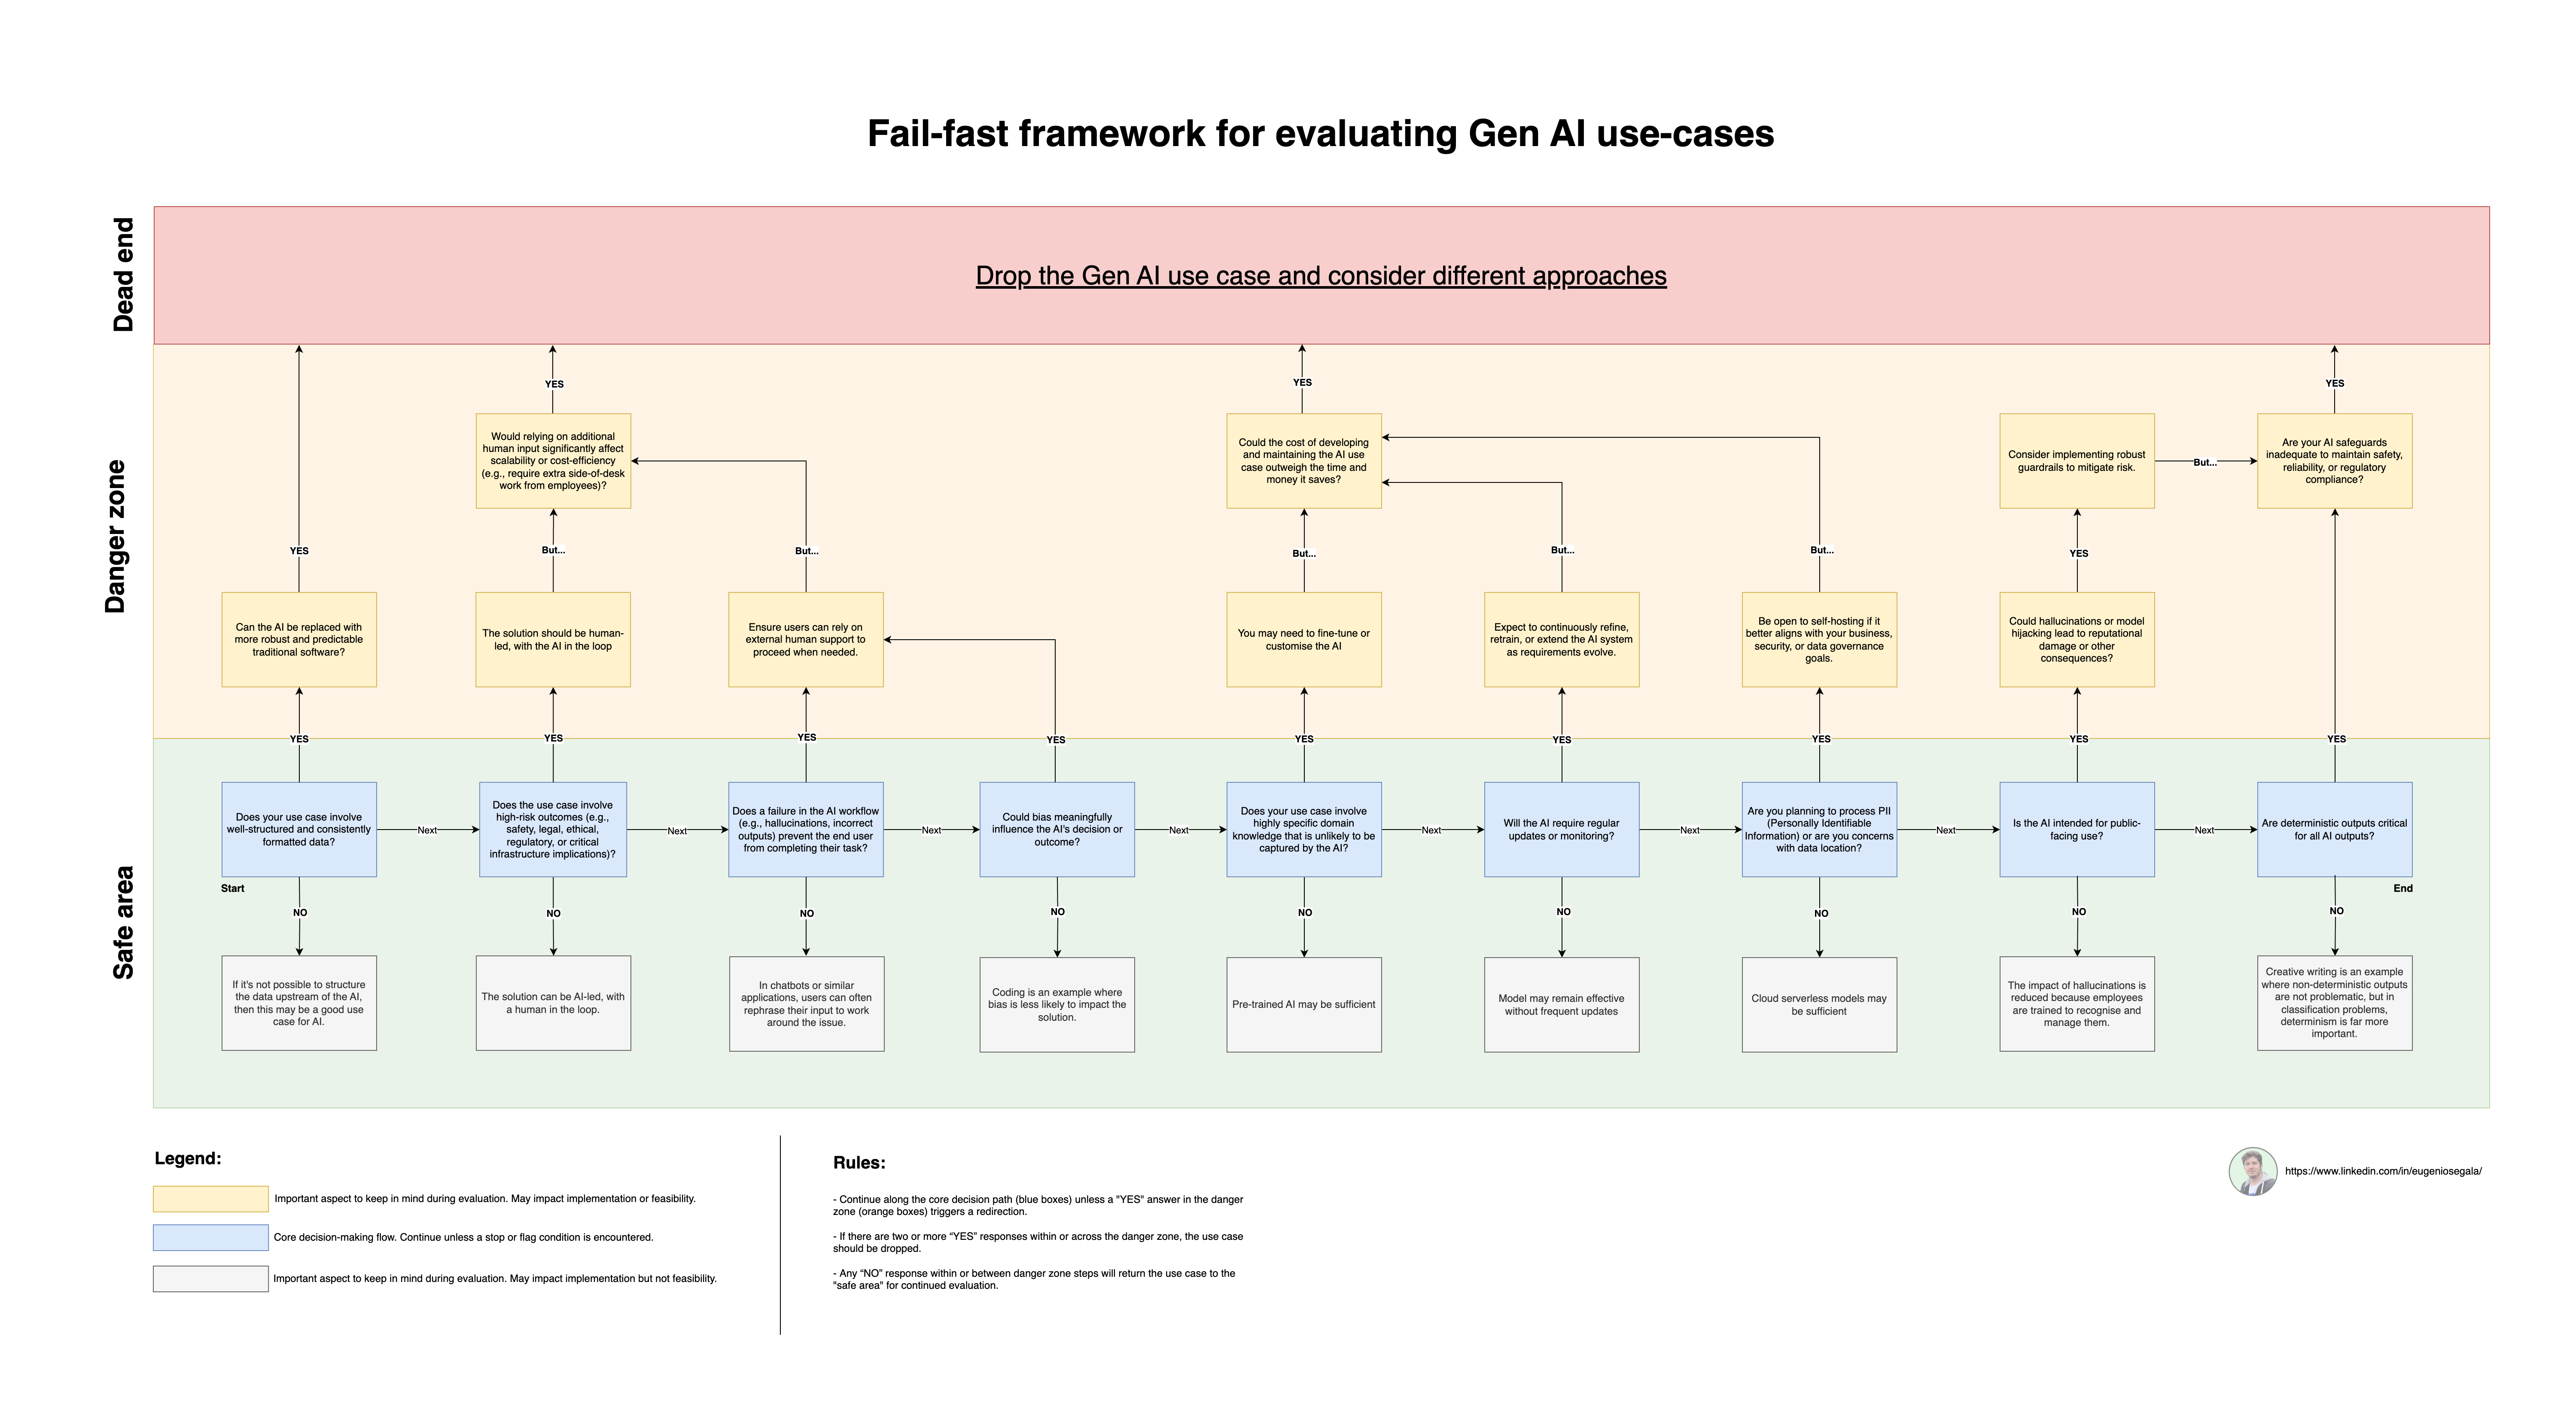 Fail-fast framework for evaluating Gen AI use-cases
Dead end
Drop the Gen AI use case and consider different approaches
Danger zone
YES
YES
YES
YES
Would relying on additional
human input significantly affect
scalability or cost-efficiency
(e.g., require extra side-of-desk
work from employees)?
Could the cost of developing
and maintaining the AI use
case outweigh the time and
money it saves?
Consider implementing robust
guardrails to mitigate risk.
But...
Are your AI safeguards
inadequate to maintain safety,
reliability, or regulatory
compliance?
But...
But...
But...
But...
But...
YES
Can the AI be replaced with
more robust and predictable
traditional software?
The solution should be human-
led, with the AI in the loop
Ensure users can rely on
external human support to
proceed when needed.
You may need to fine-tune or
customise the AI
Expect to continuously refine,
retrain, or extend the AI system
as requirements evolve.
Be open to self-hosting if it
better aligns with your business,
security, or data governance
goals.
Could hallucinations or model
hijacking lead to reputational
damage or other
consequences?
YES
YES
YES
YES
YES
YES
YES
YES
YES
Safe area
Does your use case involve
well-structured and consistently
formatted data?
Next
Does the use case involve
high-risk outcomes (e.g.,
safety, legal, ethical,
regulatory, or critical
infrastructure implications)?
Next
Does a failure in the AI workflow
(e.g., hallucinations, incorrect
outputs) prevent the end user
from completing their task?
Next
Could bias meaningfully
influence the AI's decision or
outcome?
Next
Does your use case involve
highly specific domain
knowledge that is unlikely to be
captured by the AI?
Next
Will the AI require regular
updates or monitoring?
Next
Are you planning to process PII
(Personally Identifiable
Information) or are you concerns
with data location?
Next
Is the AI intended for public-
facing use?
Next
Are deterministic outputs critical
for all AI outputs?
Start
End
NO
NO
NO
NO
NO
NO
NO
NO
NO
If it's not possible to structure
the data upstream of the AI,
then this may be a good use
case for AI.
The solution can be AI-led, with
a human in the loop.
In chatbots or similar
applications, users can often
rephrase their input to work
around the issue.
Coding is an example where
bias is less likely to impact the
solution.
Pre-trained AI may be sufficient
Model may remain effective
without frequent updates
Cloud serverless models may
be sufficient
The impact of hallucinations is
reduced because employees
are trained to recognise and
manage them.
Creative writing is an example
where non-deterministic outputs
are not problematic, but in
classification problems,
determinism is far more
important.
Legend:
Important aspect to keep in mind during evaluation. May impact implementation or feasibility.
Core decision-making flow. Continue unless a stop or flag condition is encountered.
Important aspect to keep in mind during evaluation. May impact implementation but not feasibility.
Rules:
- Continue along the core decision path (blue boxes) unless a "YES" answer in the danger
zone (orange boxes) triggers a redirection.
- If there are two or more “YES” responses within or across the danger zone, the use case
should be dropped.
- Any “NO” response within or between danger zone steps will return the use case to the
"safe area" for continued evaluation.
https://www.linkedin.com/in/eugeniosegala/